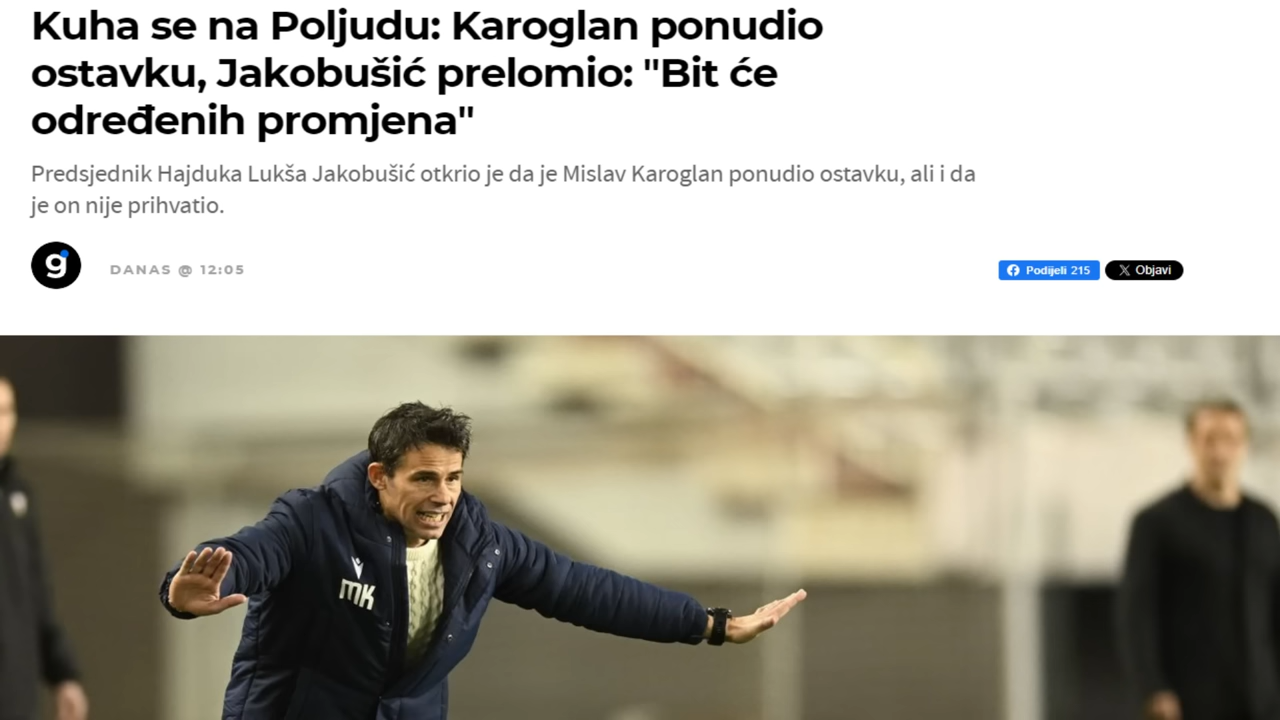 Kuha se na Poljudu: Karoglan ponudio
ostavku, Jakobušić prelomio: "Bit će
određenih promjena"
Predsjednik Hajduka Lukša Jakobušić otkrio je da je Mislav Karoglan ponudio ostavku, ali i da
je on nije prihvatio.
g
DANAS @ 12:05
Podijeli 215
X Objavi
MK